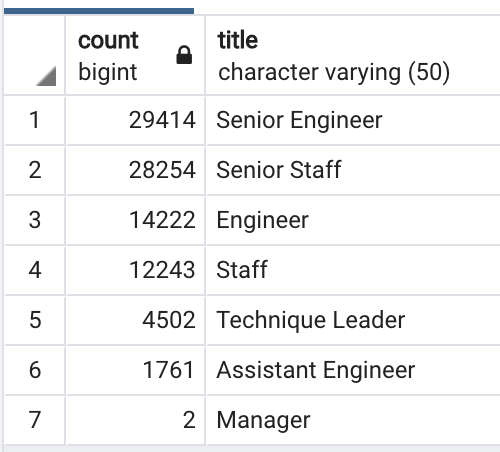 count title
bigint character varying (50)
1 29414 Senior Engineer
2 28254 Senior Staff
3 14222 Engineer
4 12243 Staff
5 4502 Technique Leader
6 1761 Assistant Engineer
7 2 Manager